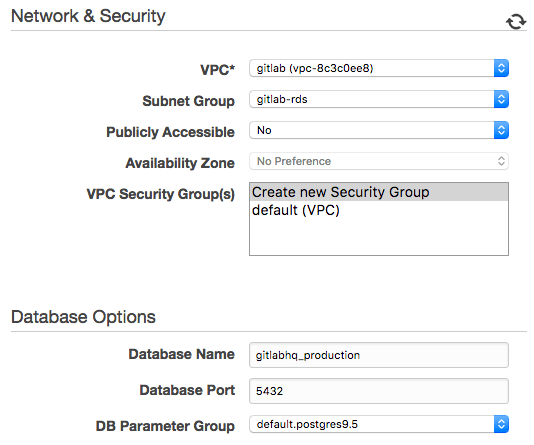 Network & Security
VPC* gitlab (vpc-8c3c0ee8)
Subnet Group gitlab-rds
Publicly Accessible No
Availability Zone No Preference
VPC Security Group(s) Create new Security Group
default (VPC)
Database Options
Database Name gitlabhq_production
Database Port 5432
DB Parameter Group default.postgres9.5